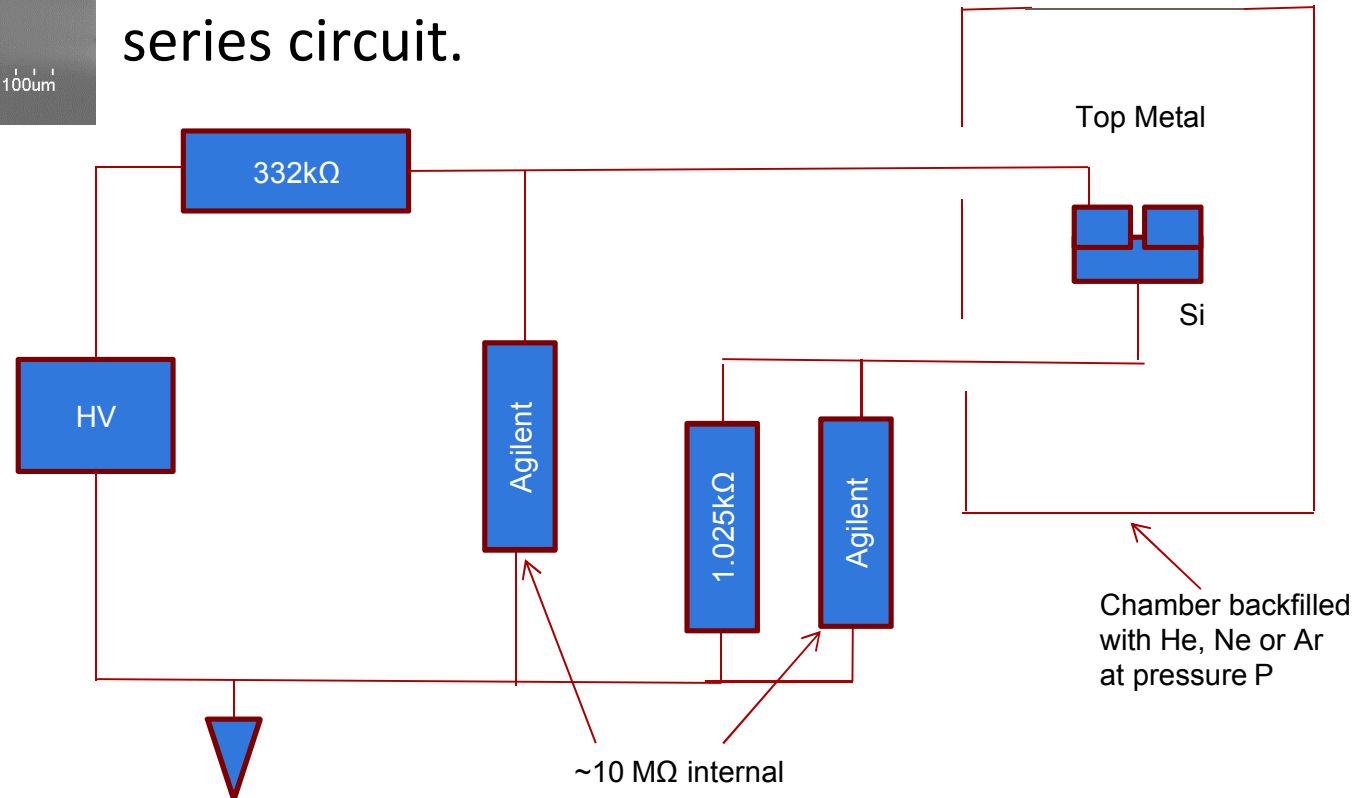 series circuit.
100um
332kΩ
Top Metal
Si
HV
Agilent
1.025kΩ
Agilent
Chamber backfilled
with He, Ne or Ar
at pressure P
~10 MΩ internal